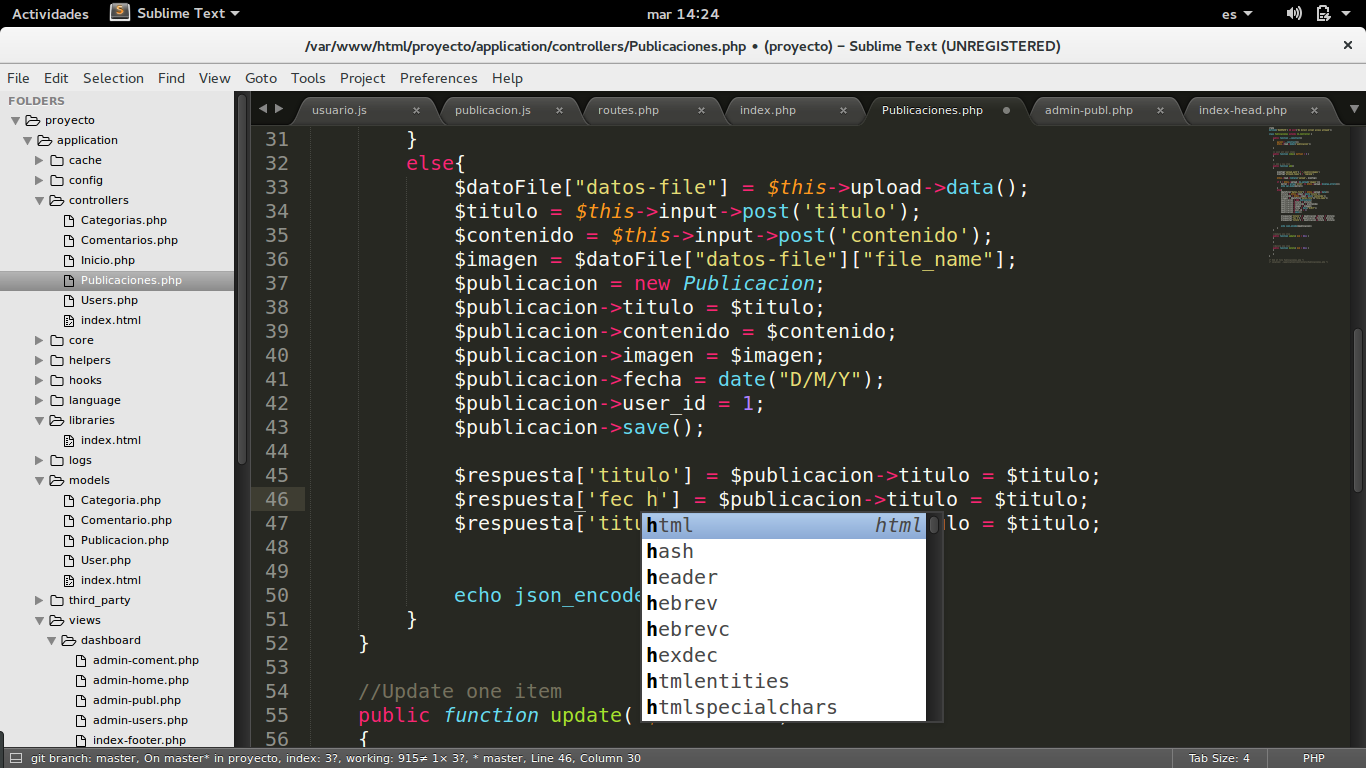 Actividades Sublime Text mar 14:24 es
/var/www/html/proyecto/application/controllers/Publicaciones.php • (proyecto) – Sublime Text (UNREGISTERED) ×
File Edit Selection Find View Goto Tools Project Preferences Help
FOLDERS
proyecto
application
cache
config
controllers
Categorias.php
Comentarios.php
Inicio.php
Publicaciones.php
Users.php
index.html
core
helpers
hooks
language
libraries
index.html
logs
models
Categoria.php
Comentario.php
Publicacion.php
User.php
index.html
third_party
views
dashboard
admin-coment.php
admin-home.php
admin-publ.php
admin-users.php
index-footer.php
usuario.js × publicacion.js × routes.php × index.php × Publicaciones.php • admin-publ.php × index-head.php ×
31 }
32 else{
33 $datoFile["datos-file"] = $this->upload->data();
34 $titulo = $this->input->post('titulo');
35 $contenido = $this->input->post('contenido');
36 $imagen = $datoFile["datos-file"]["file_name"];
37 $publicacion = new Publicacion;
38 $publicacion->titulo = $titulo;
39 $publicacion->contenido = $contenido;
40 $publicacion->imagen = $imagen;
41 $publicacion->fecha = date("D/M/Y");
42 $publicacion->user_id = 1;
43 $publicacion->save();
44
45 $respuesta['titulo'] = $publicacion->titulo = $titulo;
46 $respuesta['fec h'] = $publicacion->titulo = $titulo;
47 $respuesta['titu lo = $titulo;
48
49
50 echo json_encode
51 }
52 }
53
54 //Update one item
55 public function update(
56 {
html html
hash
header
hebrev
hebrevc
hexdec
htmlentities
htmlspecialchars
git branch: master, On master* in proyecto, index: 3?, working: 915≠ 1× 3?, * master, Line 46, Column 30 Tab Size: 4 PHP